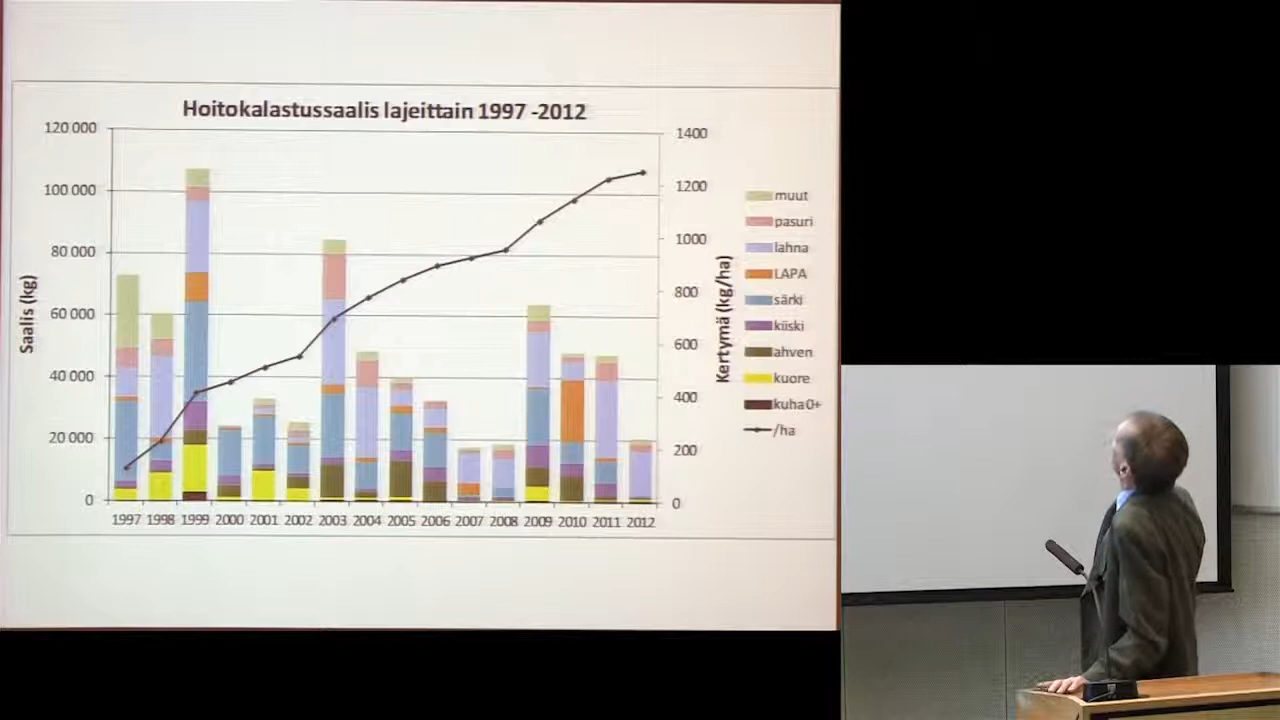 Hoitokalastussaalis lajeittain 1997 -2012
120 000
100 000
80 000
60 000
40 000
20 000
0
Saalis (kg)
1400
1200
1000
800
600
400
200
0
Kertymä (kg/ha)
1997 1998 1999 2000 2001 2002 2003 2004 2005 2006 2007 2008 2009 2010 2011 2012
muut
pasuri
lahna
LAPA
särki
kiiski
ahven
kuore
kuha 0+
/ha